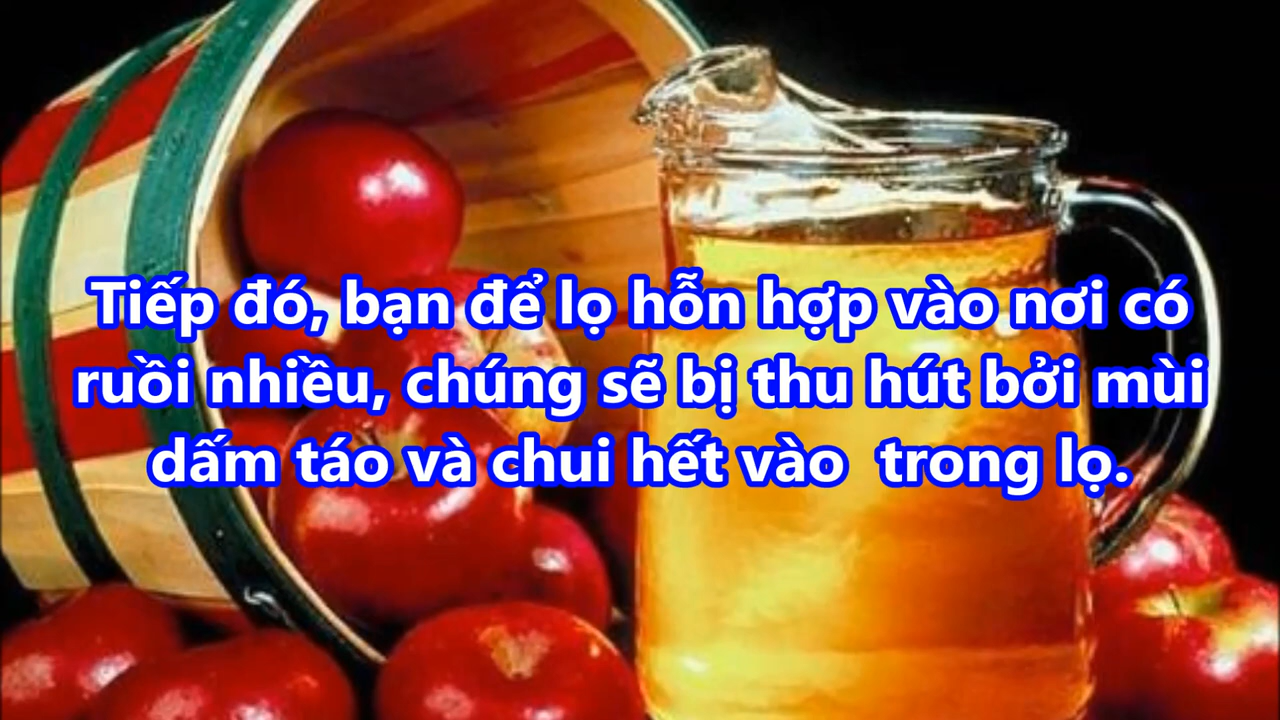 Tiếp đó, bạn để lọ hỗn hợp vào nơi có
ruồi nhiều, chúng sẽ bị thu hút bởi mùi
dấm táo và chui hết vào  trong lọ.